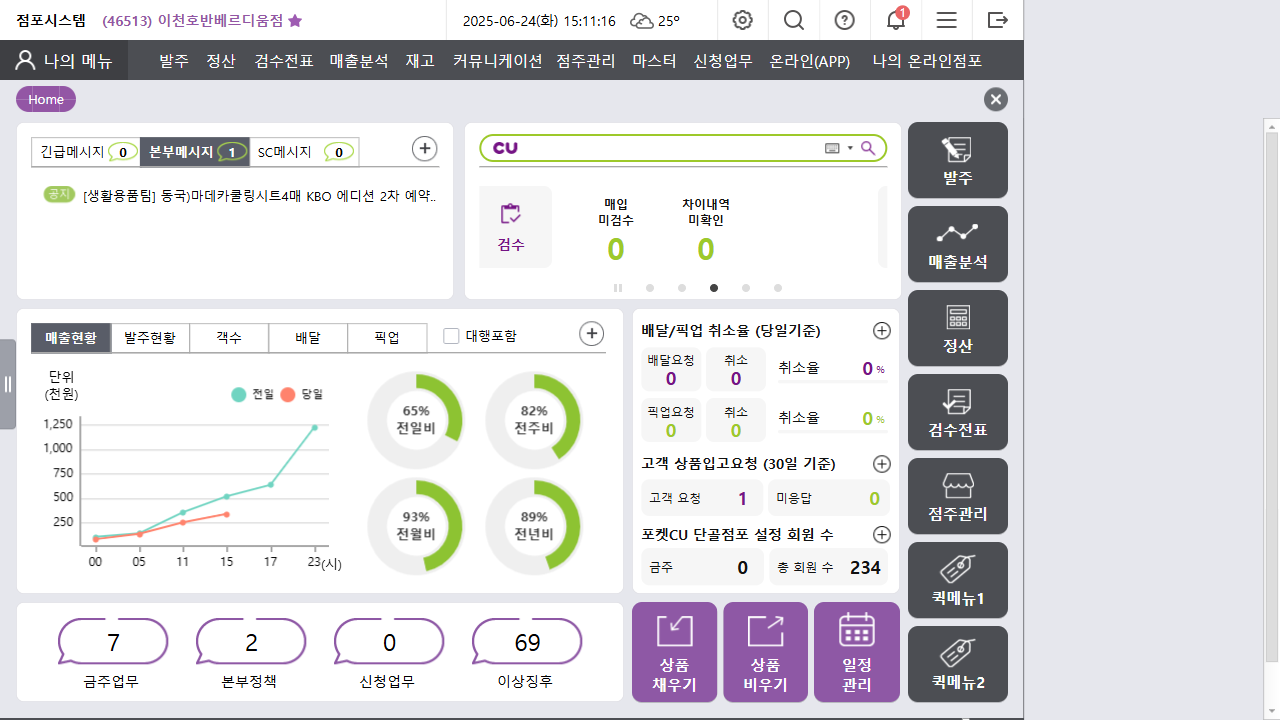 점포시스템 (46513) 이천호반베르디움점 2025-06-24(화) 15:11:16 25º 1
나의 메뉴 발주 정산 검수전표 매출분석 재고 커뮤니케이션 점주관리 마스터 신청업무 온라인(APP) 나의 온라인점포
Home
긴급메시지 0 본부메시지 1 SC메시지 0
공지 [생활용품팀] 동국)마데카쿨링시트4매 KBO 에디션 2차 예약..
CU
검수
매입 미검수 0
차이내역 미확인 0
매출현황 발주현황 객수 배달 픽업 대행포함
단위
(전원)
전일 당일
1,250
1,000
750
500
250
00 05 11 15 17 23(시)
65%
전일비
82%
전주비
93%
전월비
89%
전년비
배달/픽업 취소율 (당일기준)
배달요청 0 취소 0 취소율 0 %
픽업요청 0 취소 0 취소율 0 %
고객 상품입고요청 (30일 기준)
고객 요청 1 미응답 0
포켓CU 단골점포 설정 회원 수
금주 0 총 회원 수 234
7 금주업무
2 본부정책
0 신청업무
69 이상징후
상품
채우기
상품
비우기
일정
관리
발주
매출분석
정산
검수전표
점주관리
퀵메뉴1
퀵메뉴2